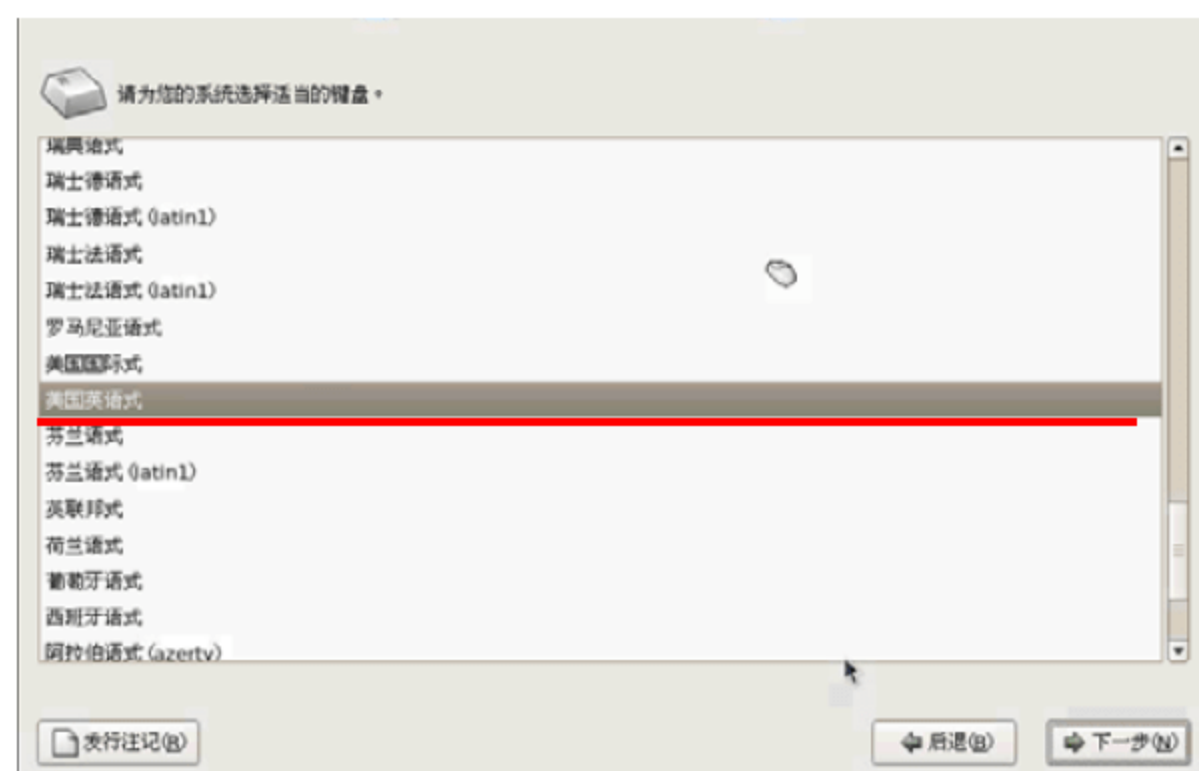 请为您的系统选择适当的键盘。
瑞典语式
瑞士德语式
瑞士德语式 (latin1)
瑞士法语式
瑞士法语式 (latin1)
罗马尼亚语式
美国国际式
美国英语式
芬兰语式
芬兰语式 (latin1)
英联邦式
荷兰语式
葡萄牙语式
西班牙语式
阿拉伯语式 (azerty)
发行注记(R)
后退(B)
下一步(N)